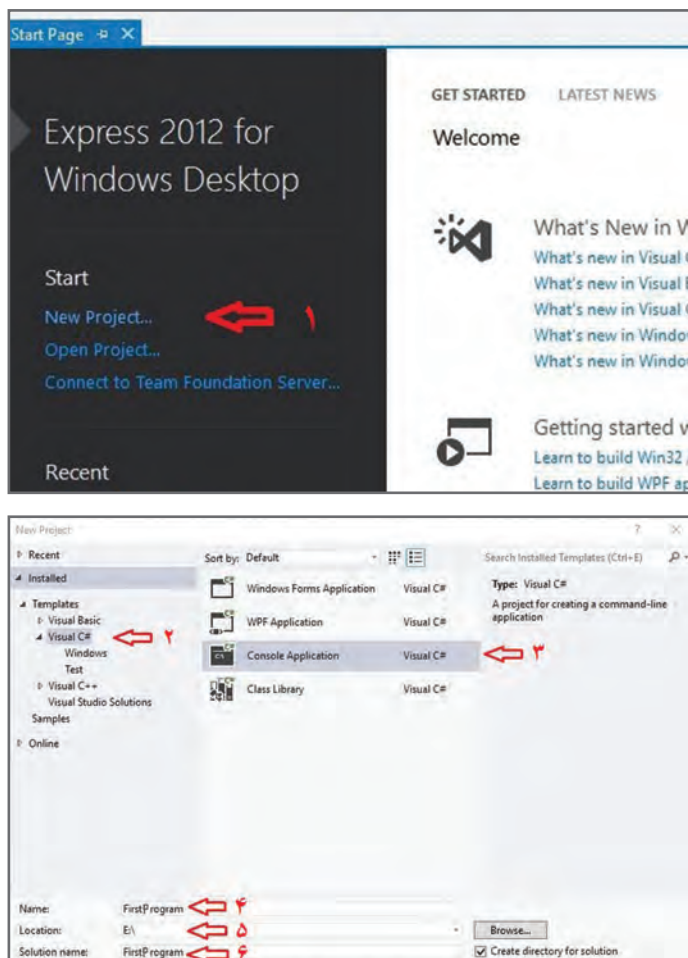 Start Page
Express 2012 for
Windows Desktop
Start
New Project... ۱
Open Project...
Connect to Team Foundation Server...
Recent
GET STARTED LATEST NEWS
Welcome
What's New in W
What's new in Visual
What's new in Visual
What's new in Visual
What's new in Windo
What's new in Windo
Getting started w
Learn to build Win32
Learn to build WPF ap
New Project ? ×
Recent
Installed
Templates
Visual Basic
Visual C# ۲
Windows
Test
Visual C++
Visual Studio Solutions
Samples
Online
Sort by: Default
Windows Forms Application Visual C#
WPF Application Visual C#
Console Application Visual C# ۳
Class Library Visual C#
Search Installed Templates (Ctrl+E)
Type: Visual C#
A project for creating a command-line
application
Name: FirstProgram ۴
Location: E:\ ۵
Browse...
Solution name: FirstProgram ۶
Create directory for solution